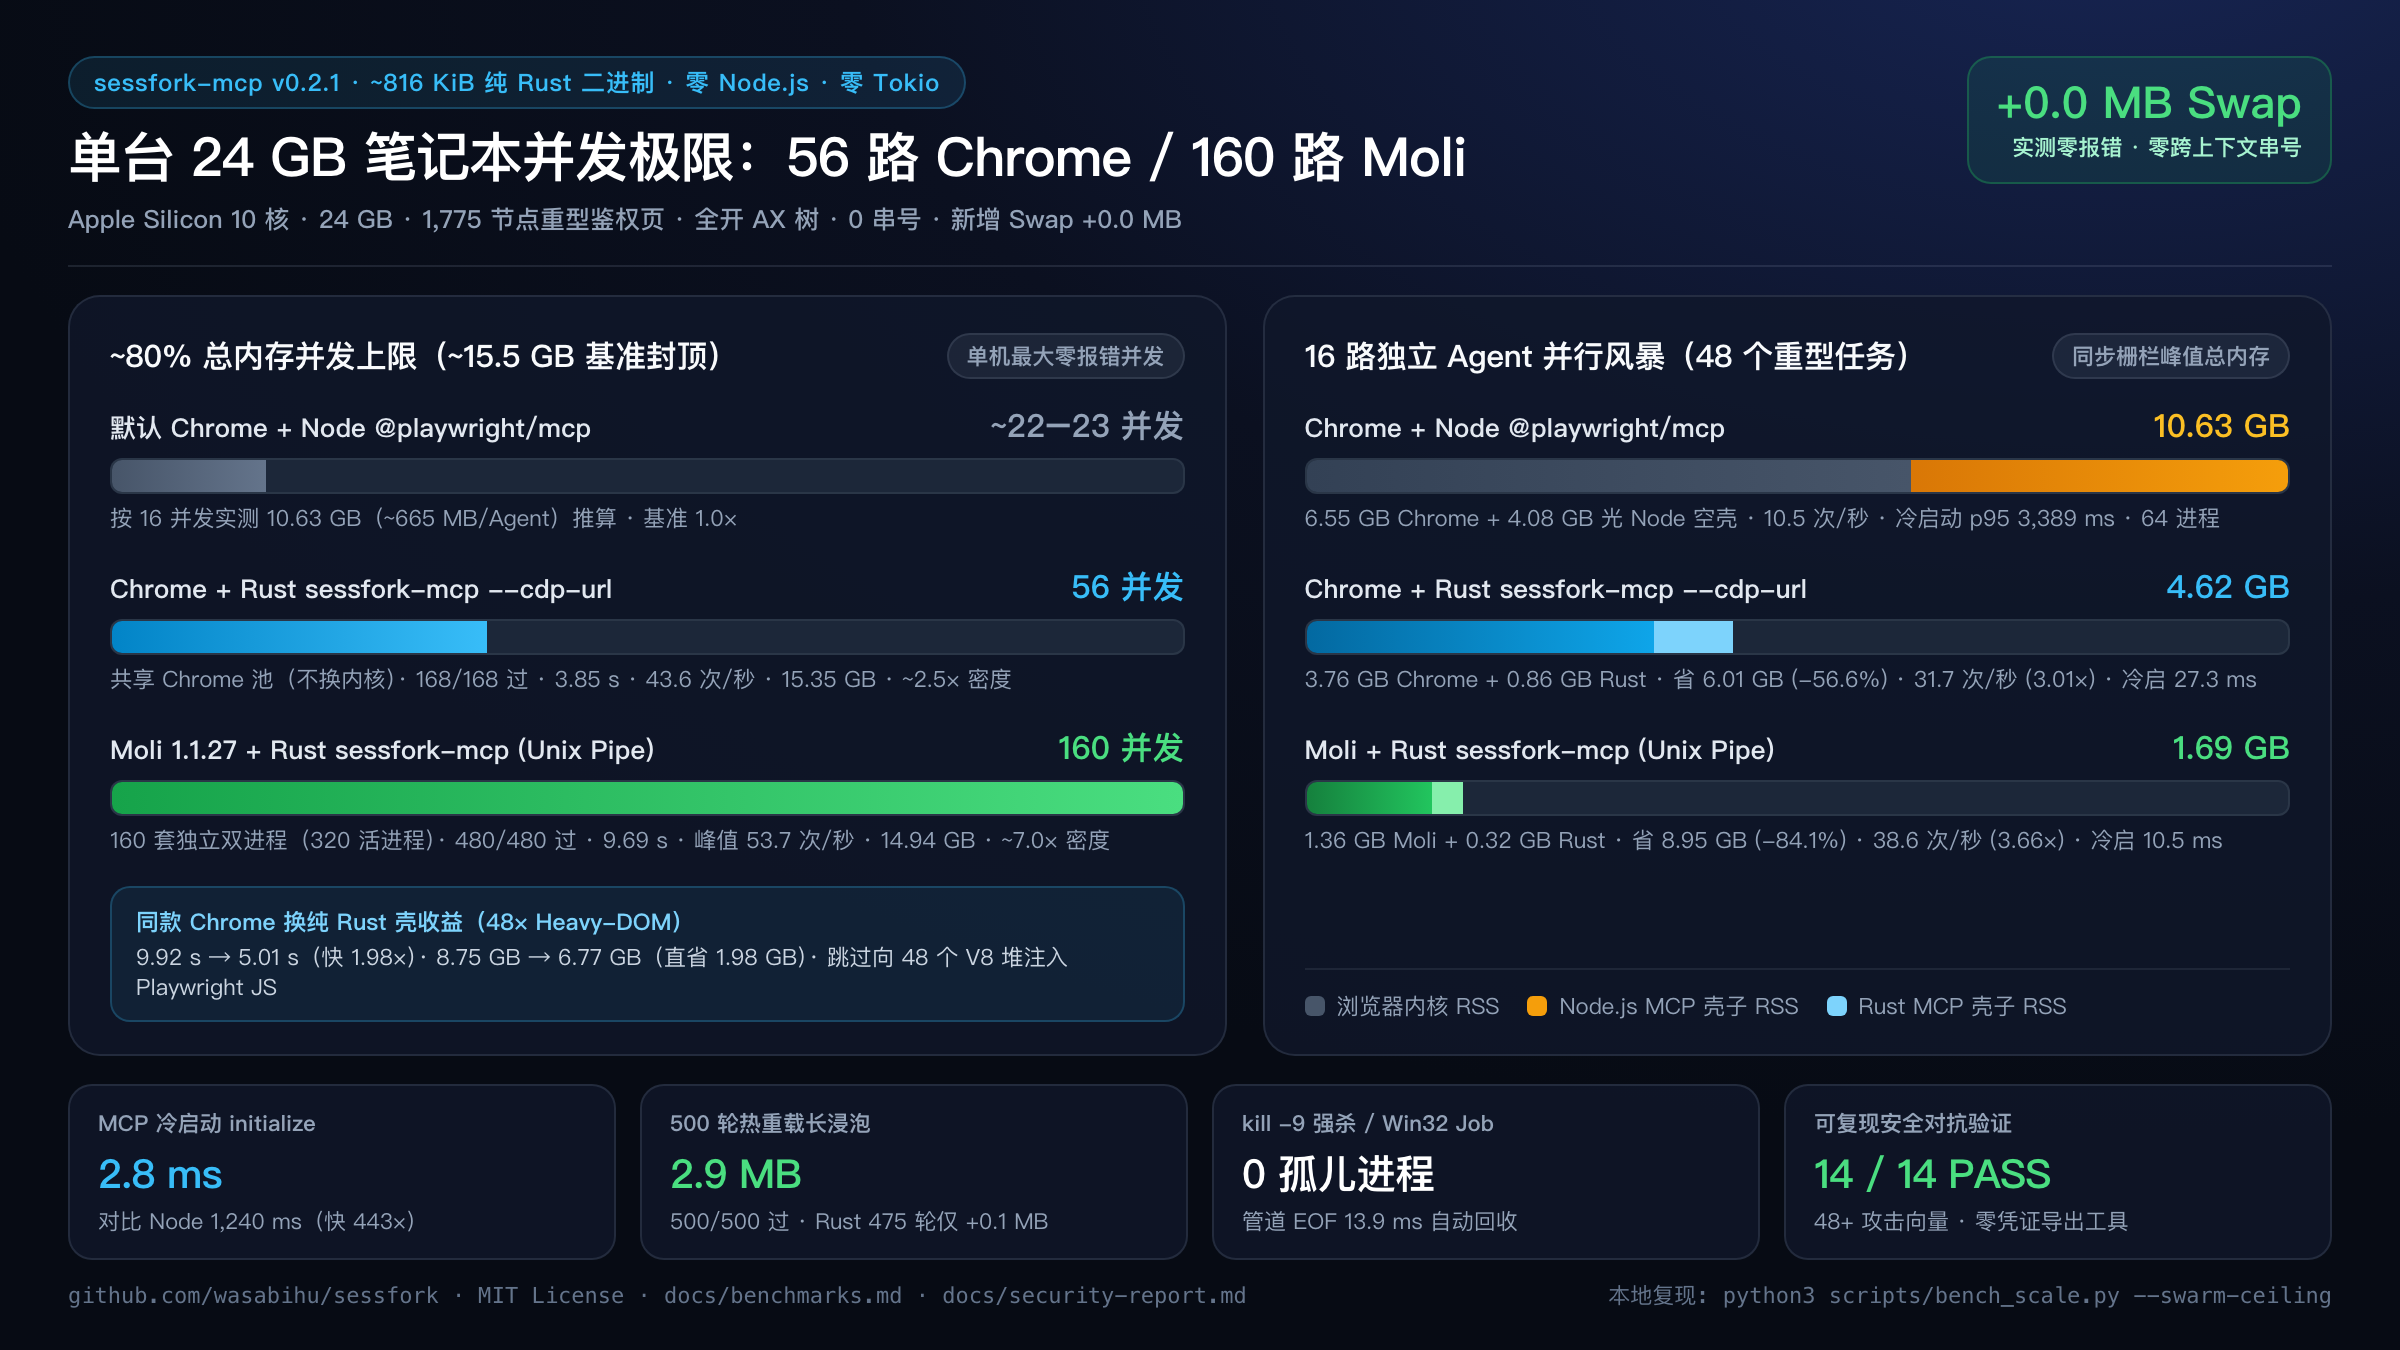 sessfork-mcp v0.2.1 · ~816 KiB 纯 Rust 二进制 · 零 Node.js · 零 Tokio
单台 24 GB 笔记本并发极限：56 路 Chrome / 160 路 Moli
Apple Silicon 10 核 · 24 GB · 1,775 节点重型鉴权页 · 全开 AX 树 · 0 串号 · 新增 Swap +0.0 MB
+0.0 MB Swap
实测零报错 · 零跨上下文串号
~80% 总内存并发上限（~15.5 GB 基准封顶）
单机最大零报错并发
默认 Chrome + Node @playwright/mcp
~22–23 并发
按 16 并发实测 10.63 GB（~665 MB/Agent）推算 · 基准 1.0×
Chrome + Rust sessfork-mcp --cdp-url
56 并发
共享 Chrome 池（不换内核）· 168/168 过 · 3.85 s · 43.6 次/秒 · 15.35 GB · ~2.5× 密度
Moli 1.1.27 + Rust sessfork-mcp (Unix Pipe)
160 并发
160 套独立双进程（320 活进程）· 480/480 过 · 9.69 s · 峰值 53.7 次/秒 · 14.94 GB · ~7.0× 密度
同款 Chrome 换纯 Rust 壳收益（48× Heavy-DOM）
9.92 s → 5.01 s（快 1.98×）· 8.75 GB → 6.77 GB（直省 1.98 GB）· 跳过向 48 个 V8 堆注入
Playwright JS
16 路独立 Agent 并行风暴（48 个重型任务）
同步栅栏峰值总内存
Chrome + Node @playwright/mcp
10.63 GB
6.55 GB Chrome + 4.08 GB 光 Node 空壳 · 10.5 次/秒 · 冷启动 p95 3,389 ms · 64 进程
Chrome + Rust sessfork-mcp --cdp-url
4.62 GB
3.76 GB Chrome + 0.86 GB Rust · 省 6.01 GB (−56.6%) · 31.7 次/秒 (3.01×) · 冷启 27.3 ms
Moli + Rust sessfork-mcp (Unix Pipe)
1.69 GB
1.36 GB Moli + 0.32 GB Rust · 省 8.95 GB (−84.1%) · 38.6 次/秒 (3.66×) · 冷启 10.5 ms
浏览器内核 RSS
Node.js MCP 壳子 RSS
Rust MCP 壳子 RSS
MCP 冷启动 initialize
2.8 ms
对比 Node 1,240 ms（快 443×）
500 轮热重载长浸泡
2.9 MB
500/500 过 · Rust 475 轮仅 +0.1 MB
kill -9 强杀 / Win32 Job
0 孤儿进程
管道 EOF 13.9 ms 自动回收
可复现安全对抗验证
14 / 14 PASS
48+ 攻击向量 · 零凭证导出工具
github.com/wasabihu/sessfork · MIT License · docs/benchmarks.md · docs/security-report.md
本地复现: python3 scripts/bench_scale.py --swarm-ceiling